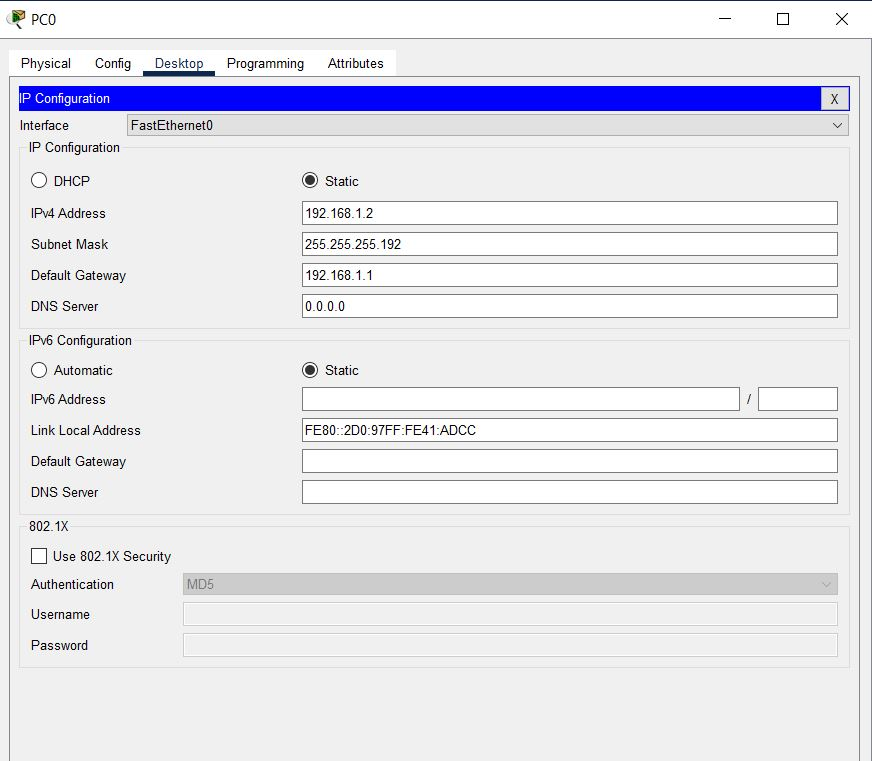 PC0
Physical Config Desktop Programming Attributes
IP Configuration X
Interface FastEthernet0
IP Configuration
DHCP Static
IPv4 Address 192.168.1.2
Subnet Mask 255.255.255.192
Default Gateway 192.168.1.1
DNS Server 0.0.0.0
IPv6 Configuration
Automatic Static
IPv6 Address /
Link Local Address FE80::2D0:97FF:FE41:ADCC
Default Gateway
DNS Server
802.1X
Use 802.1X Security
Authentication MD5
Username
Password